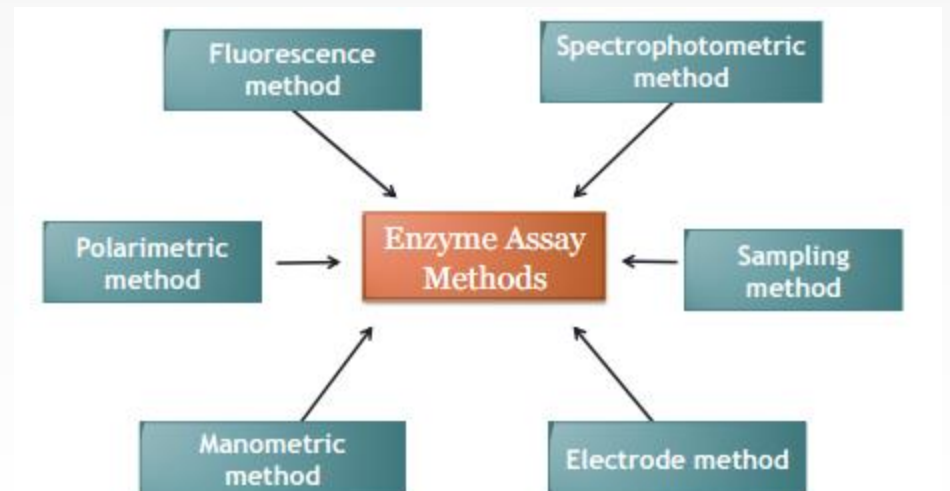 Fluorescence
method
Spectrophotometric
method
Polarimetric
method
Enzyme Assay
Methods
Sampling
method
Manometric
method
Electrode method